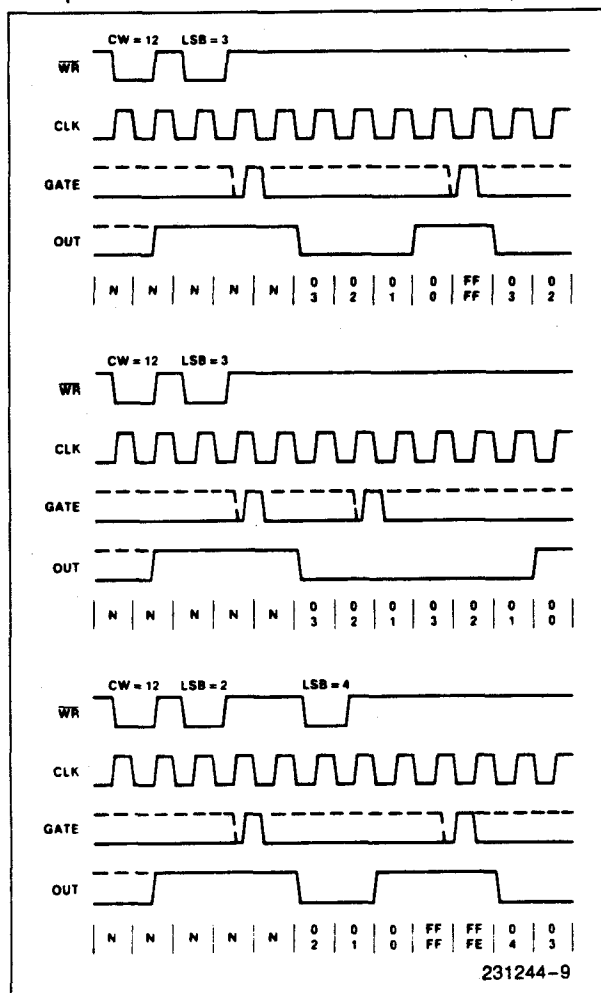 CW = 12 LSB = 3
WR
CLK
GATE
OUT
N N N N N 0 0 0 0 FF 0 0
3 2 1 0 FF 3 2
CW = 12 LSB = 3
WR
CLK
GATE
OUT
N N N N N 0 0 0 0 0 0 0
3 2 1 3 2 1 0
CW = 12 LSB = 2 LSB = 4
WR
CLK
GATE
OUT
N N N N N 0 0 0 FF FF 0 0
2 1 0 FF FE 4 3
231244-9